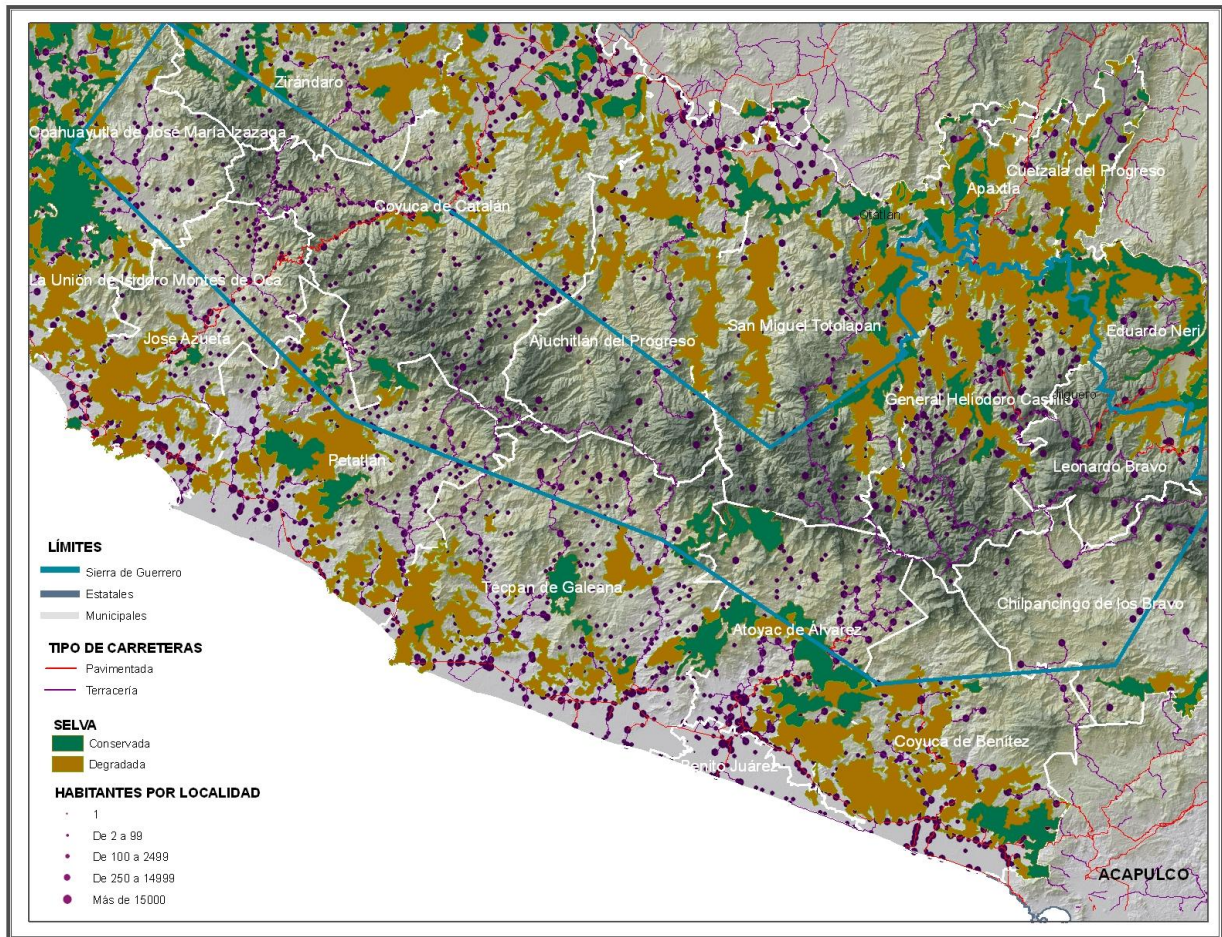 Zirándaro
Coahuayutla de José María Izazaga
Cuetzala del Progreso
Apaxtla
Coyuca de Catalán
Otatlán
La Unión de Isidoro Montes de Oca
San Miguel Totolapan
Eduardo Neri
José Azueta
Ajuchitlán del Progreso
General Heliodoro Castillo
Petatlán
Leonardo Bravo
LÍMITES
Sierra de Guerrero
Estatales
Municipales
Tecpan de Galeana
Chilpancingo de los Bravo
Atoyac de Alvarez
TIPO DE CARRETERAS
Pavimentada
Terracería
SELVA
Conservada
Degradada
Coyuca de Benítez
Benito Juárez
HABITANTES POR LOCALIDAD
1
De 2 a 99
De 100 a 2499
De 250 a 14999
Más de 15000
ACAPULCO